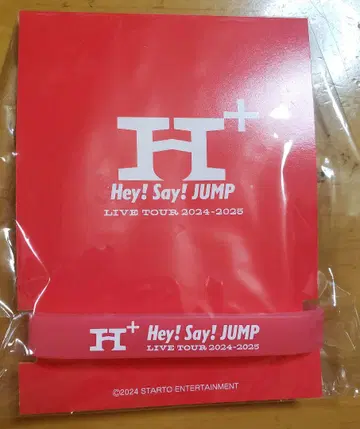 H+
Hey! Say! JUMP
LIVE TOUR 2024-2025
H+ Hey! Say! JUMP
LIVE TOUR 2024-2025
©2024 STARTO ENTERTAINMENT